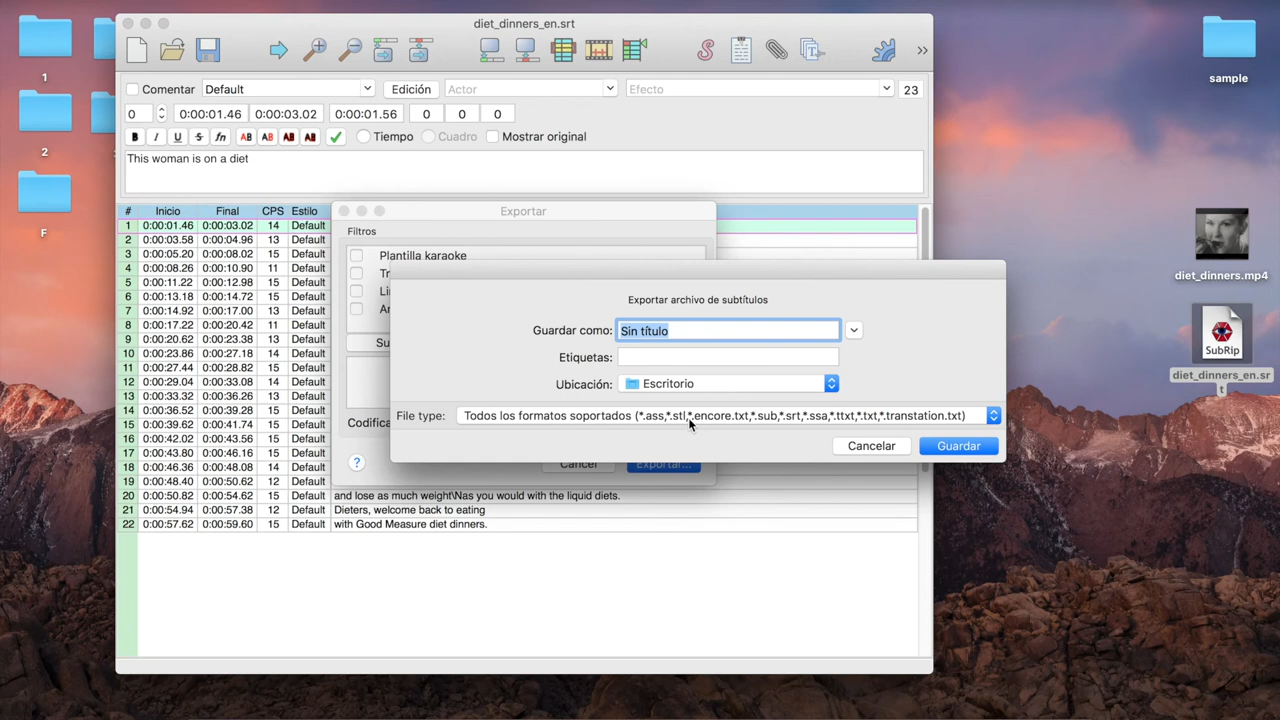 diet_dinners_en.srt
Comentar
Default
Edición
Actor
Efecto
23
0
0:00:01.46
0:00:03.02
0:00:01.56
0
0
0
B
I
U
S
fn
AB
AB
AB
AB
Tiempo
Cuadro
Mostrar original
This woman is on a diet
# Inicio Final CPS Estilo
1 0:00:01.46 0:00:03.02 14 Default
2 0:00:03.58 0:00:04.96 13 Default
3 0:00:05.20 0:00:08.02 15 Default
4 0:00:08.26 0:00:10.90 11 Default
5 0:00:11.22 0:00:12.98 15 Default
6 0:00:13.18 0:00:14.72 15 Default
7 0:00:14.92 0:00:17.00 13 Default
8 0:00:17.22 0:00:20.42 11 Default
9 0:00:20.62 0:00:23.38 13 Default
10 0:00:23.86 0:00:27.18 14 Default
11 0:00:27.44 0:00:28.82 15 Default
12 0:00:29.04 0:00:33.08 14 Default
13 0:00:33.32 0:00:36.26 13 Default
14 0:00:36.52 0:00:39.28 15 Default
15 0:00:39.62 0:00:41.74 15 Default
16 0:00:42.02 0:00:43.56 15 Default
17 0:00:43.80 0:00:46.16 15 Default
18 0:00:46.36 0:00:48.08 14 Default
19 0:00:48.40 0:00:50.62 12 Default
20 0:00:50.82 0:00:54.62 15 Default and lose as much weight\Nas you would with the liquid diets.
21 0:00:54.94 0:00:57.38 12 Default Dieters, welcome back to eating
22 0:00:57.62 0:00:59.60 15 Default with Good Measure diet dinners.
Exportar
Filtros
Plantilla karaoke
Tr
Li
Su
Codifica
?
Cancel
Exportar...
Exportar archivo de subtítulos
Guardar como: Sin título
Etiquetas:
Ubicación: Escritorio
File type: Todos los formatos soportados (*.ass,*.stl,*.encore.txt,*.sub,*.srt,*.ssa,*.ttxt,*.txt,*.transtation.txt)
Cancelar
Guardar
1
2
F
sample
diet_dinners.mp4
SubRip
diet_dinners_en.sr
t